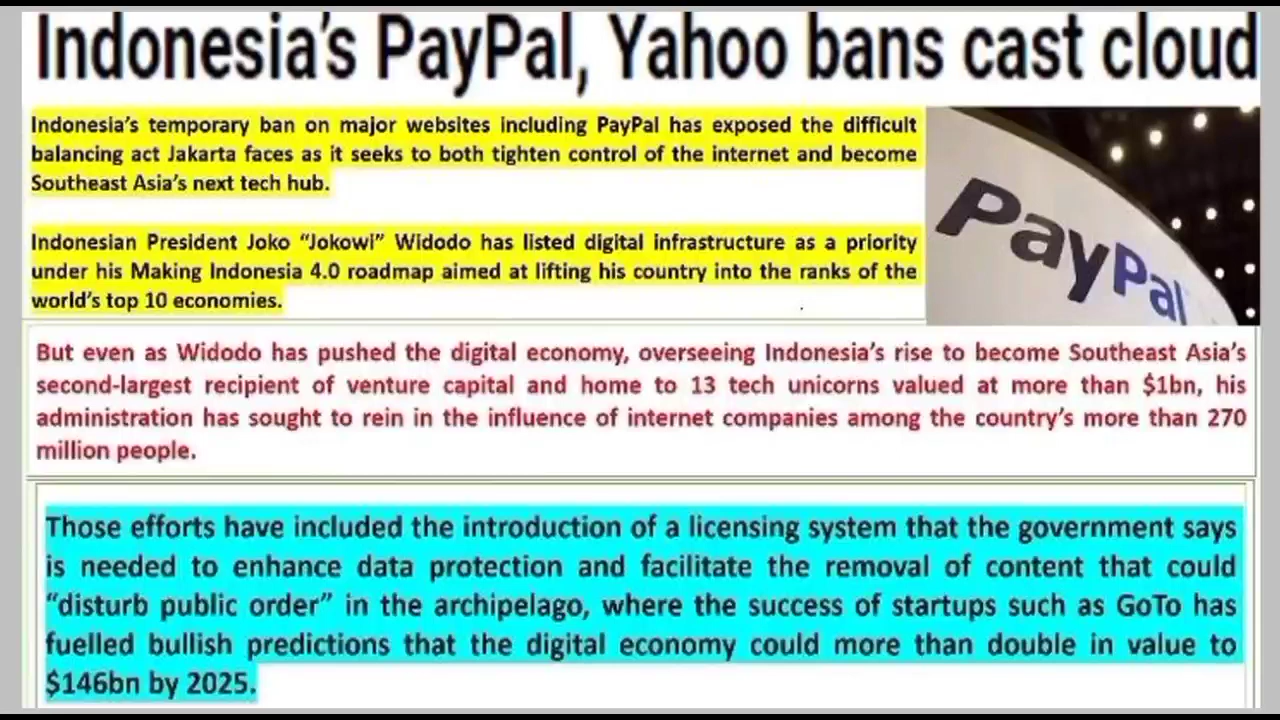 Indonesia's PayPal, Yahoo bans cast cloud
Indonesia's temporary ban on major websites including PayPal has exposed the difficult
balancing act Jakarta faces as it seeks to both tighten control of the internet and become
Southeast Asia's next tech hub.
Indonesian President Joko "Jokowi" Widodo has listed digital infrastructure as a priority
under his Making Indonesia 4.0 roadmap aimed at lifting his country into the ranks of the
world's top 10 economies.
PayPal
But even as Widodo has pushed the digital economy, overseeing Indonesia's rise to become Southeast Asia's
second-largest recipient of venture capital and home to 13 tech unicorns valued at more than $1bn, his
administration has sought to rein in the influence of internet companies among the country's more than 270
million people.
Those efforts have included the introduction of a licensing system that the government says
is needed to enhance data protection and facilitate the removal of content that could
"disturb public order" in the archipelago, where the success of startups such as GoTo has
fuelled bullish predictions that the digital economy could more than double in value to
$146bn by 2025.